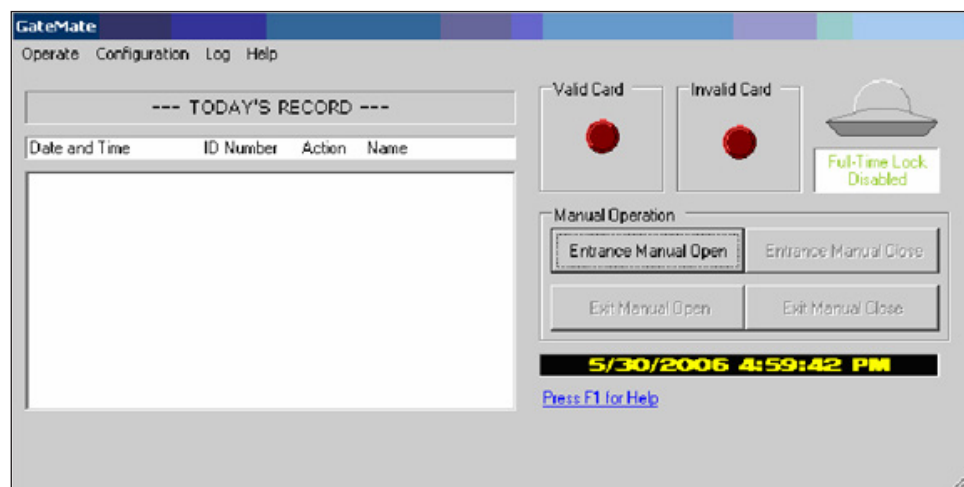 GateMate
Operate Configuration Log Help
--- TODAY'S RECORD ---
Date and Time ID Number Action Name
Valid Card
Invalid Card
Full-Time Lock
Disabled
Manual Operation
Entrance Manual Open
Entrance Manual Close
Exit Manual Open
Exit Manual Close
5/30/2006 4:59:42 PM
Press F1 for Help